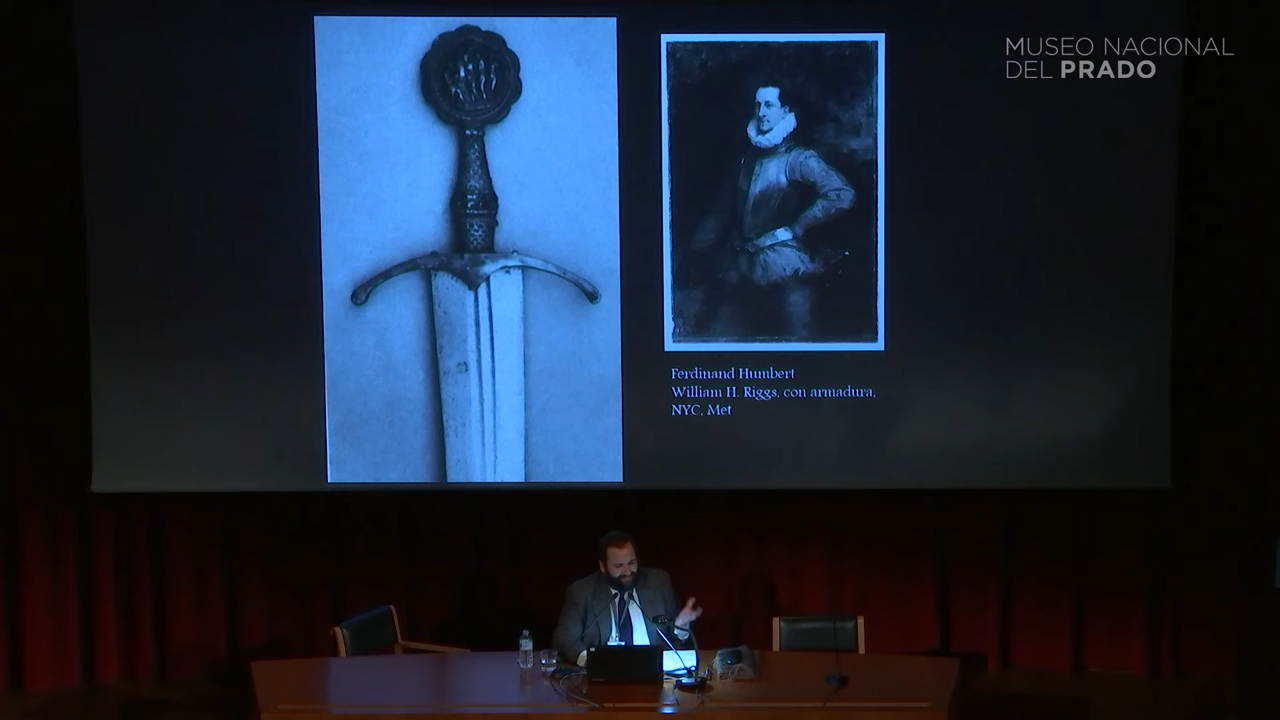 MUSEO NACIONAL
DEL PRADO
Ferdinand Humbert
William H. Riggs, con armadura,
NYC, Met